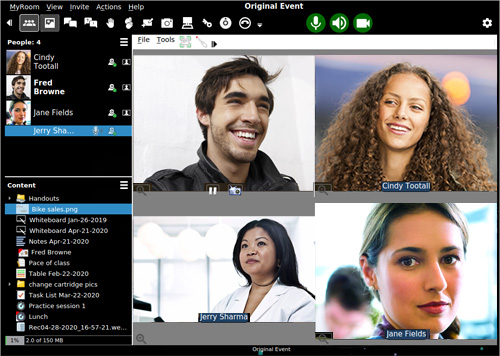 Original Event
MyRoom View Invite Actions Help
People: 4
Cindy
Tootall
Fred
Browne
Jane Fields
Jerry Sha...
Content
Handouts
Bike sales.png
Whiteboard Jan-26-2019
Whiteboard Apr-21-2020
Notes Apr-21-2020
Fred Browne
Pace of class
Table Feb-22-2020
change cartridge pics
Task List Mar-22-2020
Practice session 1
Lunch
Rec04-28-2020_16-57-21.we...
1% 2.0 of 150 MB
File Tools
Cindy Tootall
Jerry Sharma
Jane Fields
Original Event